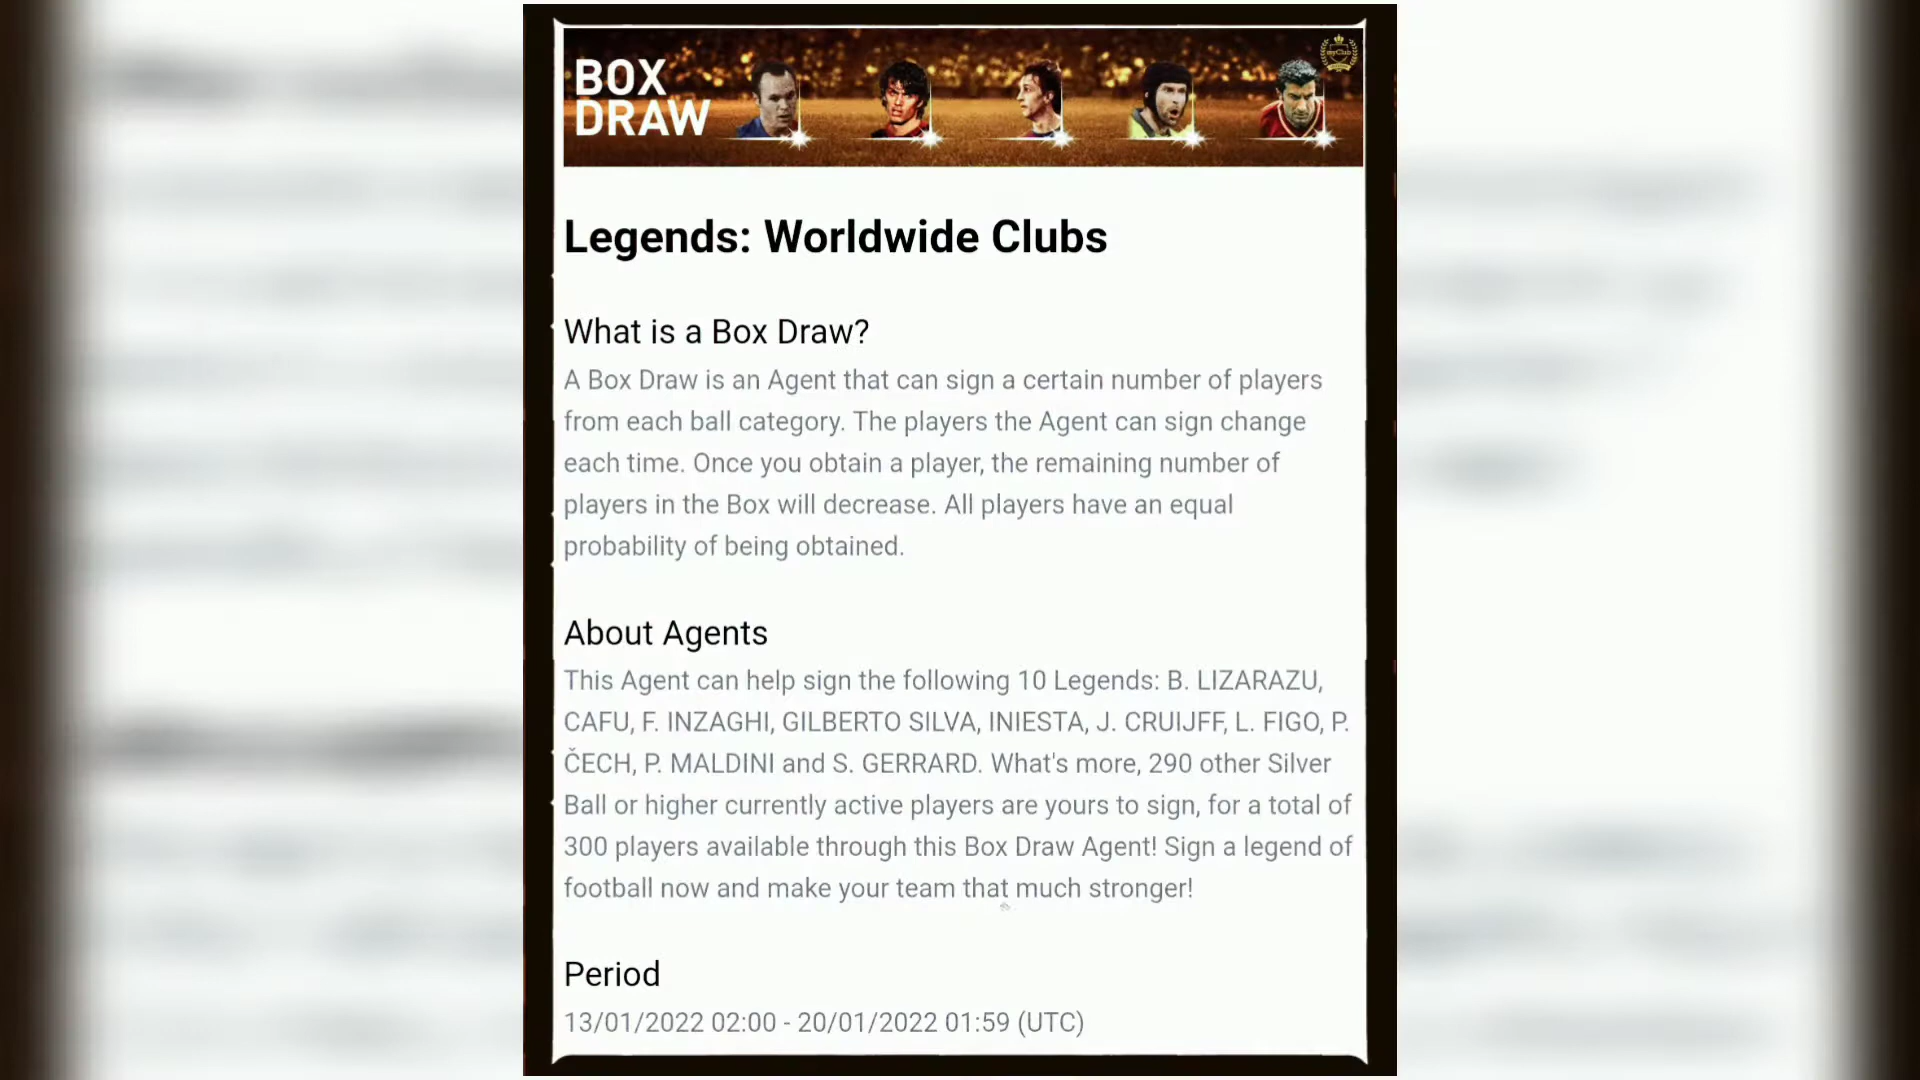 BOX
DRAW
myClub
Legends: Worldwide Clubs
What is a Box Draw?
A Box Draw is an Agent that can sign a certain number of players
from each ball category. The players the Agent can sign change
each time. Once you obtain a player, the remaining number of
players in the Box will decrease. All players have an equal
probability of being obtained.
About Agents
This Agent can help sign the following 10 Legends: B. LIZARAZU,
CAFU, F. INZAGHI, GILBERTO SILVA, INIESTA, J. CRUIJFF, L. FIGO, P.
ČECH, P. MALDINI and S. GERRARD. What's more, 290 other Silver
Ball or higher currently active players are yours to sign, for a total of
300 players available through this Box Draw Agent! Sign a legend of
football now and make your team that much stronger!
Period
13/01/2022 02:00 - 20/01/2022 01:59 (UTC)